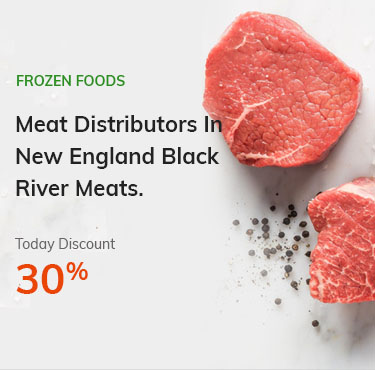 FROZEN FOODS
Meat Distributors In
New England Black
River Meats.
Today Discount
30%